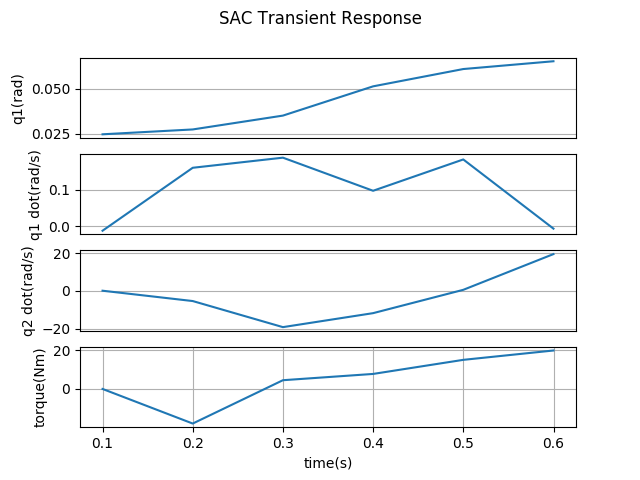 SAC Transient Response
q1(rad)
0.050
0.025
q1 dot(rad/s)
0.1
0.0
q2 dot(rad/s)
20
0
−20
torque(Nm)
20
0
0.1 0.2 0.3 0.4 0.5 0.6
time(s)